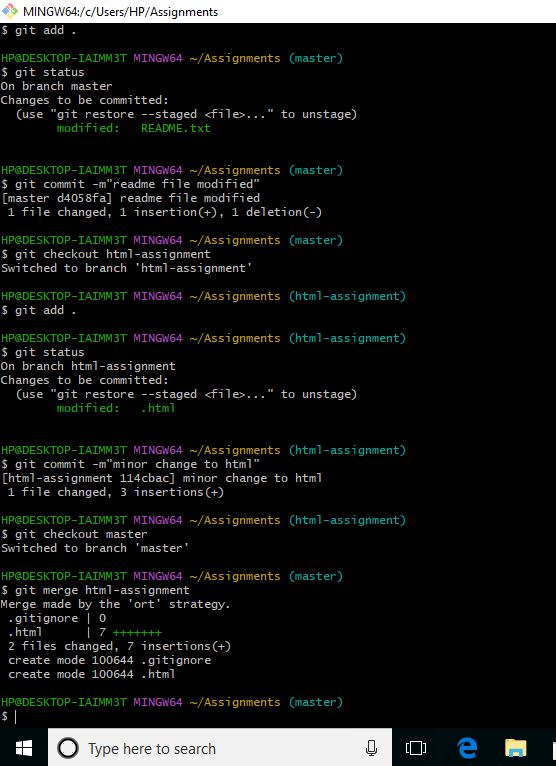 MINGW64:/c/Users/HP/Assignments
$ git add .
HP@DESKTOP-IAIMM3T MINGW64 ~/Assignments (master)
$ git status
On branch master
Changes to be committed:
  (use "git restore --staged <file>..." to unstage)
        modified:   README.txt
HP@DESKTOP-IAIMM3T MINGW64 ~/Assignments (master)
$ git commit -m"readme file modified"
[master d4058fa] readme file modified
 1 file changed, 1 insertion(+), 1 deletion(-)
HP@DESKTOP-IAIMM3T MINGW64 ~/Assignments (master)
$ git checkout html-assignment
Switched to branch 'html-assignment'
HP@DESKTOP-IAIMM3T MINGW64 ~/Assignments (html-assignment)
$ git add .
HP@DESKTOP-IAIMM3T MINGW64 ~/Assignments (html-assignment)
$ git status
On branch html-assignment
Changes to be committed:
  (use "git restore --staged <file>..." to unstage)
        modified:   .html
HP@DESKTOP-IAIMM3T MINGW64 ~/Assignments (html-assignment)
$ git commit -m"minor change to html"
[html-assignment 114cbac] minor change to html
 1 file changed, 3 insertions(+)
HP@DESKTOP-IAIMM3T MINGW64 ~/Assignments (html-assignment)
$ git checkout master
Switched to branch 'master'
HP@DESKTOP-IAIMM3T MINGW64 ~/Assignments (master)
$ git merge html-assignment
Merge made by the 'ort' strategy.
 .gitignore | 0
 .html      | 7 +++++++
 2 files changed, 7 insertions(+)
 create mode 100644 .gitignore
 create mode 100644 .html
HP@DESKTOP-IAIMM3T MINGW64 ~/Assignments (master)
$
Type here to search